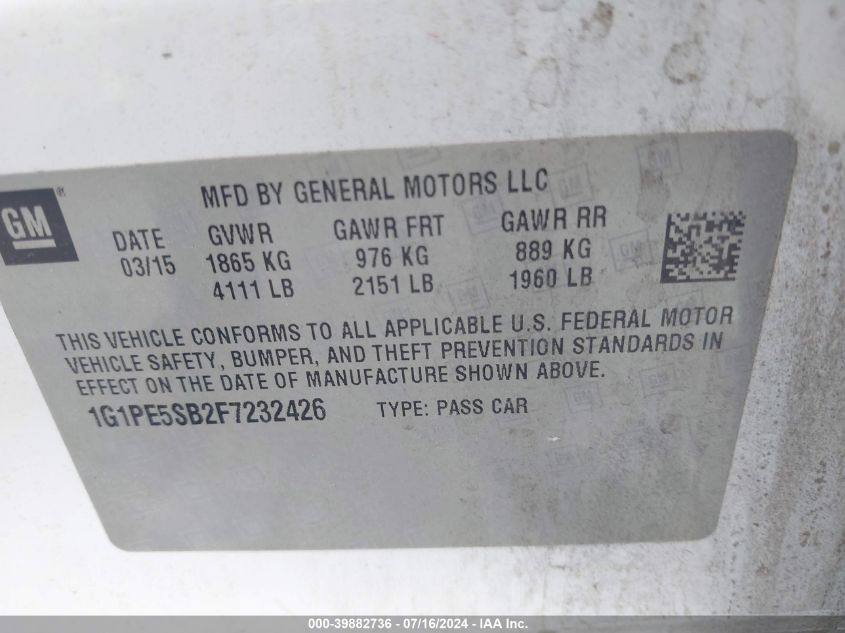 MFD BY GENERAL MOTORS LLC
GM®
DATE GVWR GAWR FRT GAWR RR
03/15 1865 KG 976 KG 889 KG
4111 LB 2151 LB 1960 LB
THIS VEHICLE CONFORMS TO ALL APPLICABLE U.S. FEDERAL MOTOR
VEHICLE SAFETY, BUMPER, AND THEFT PREVENTION STANDARDS IN
EFFECT ON THE DATE OF MANUFACTURE SHOWN ABOVE.
1G1PE5SB2F7232426 TYPE: PASS CAR
000-39882736 - 07/16/2024 - IAA Inc.